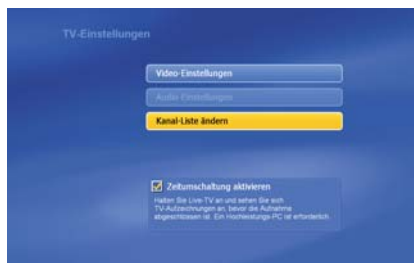 TV-Einstellungen
Video-Einstellungen
Audio-Einstellungen
Kanal-Liste ändern
Zeitumschaltung aktivieren
Halten Sie Live-TV an und sehen Sie sich
TV-Aufzeichnungen an, bevor die Aufnahme
abgeschlossen ist. Ein Hochleistungs-PC ist erforderlich.